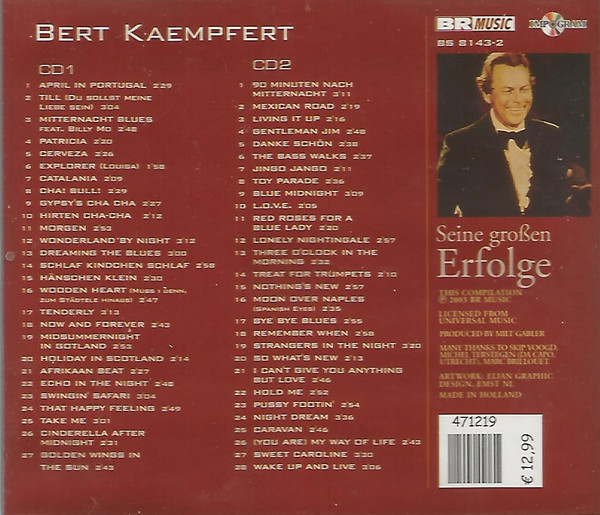 BERT KAEMPFERT
CD1
1 APRIL IN PORTUGAL 2'29
2 TILL (DU SOLLST MEINE
LIEBE SEIN) 3'04
3 MITTERNACHT BLUES
FEAT. BILLY MO 2'48
4 PATRICIA 2'20
5 CERVEZA 2'26
6 EXPLORER (LOUISA) 1'58
7 CATALANIA 2'09
8 CHA! BULL! 2'29
9 GYPSY'S CHA CHA 2'27
10 HIRTEN CHA-CHA 2'12
11 MORGEN 2'53
12 WONDERLAND BY NIGHT 3'12
13 DREAMING THE BLUES 3'00
14 SCHLAF KINDCHEN SCHLAF 2'58
15 HÄNSCHEN KLEIN 2'30
16 WOODEN HEART (MUSS I DENN,
ZUM STÄDTELE HINAUS) 2'47
17 TENDERLY 3'13
18 NOW AND FOREVER 2'43
19 MIDSUMMERNIGHT
IN GOTLAND 2'53
20 HOLIDAY IN SCOTLAND 2'14
21 AFRIKAAN BEAT 2'27
22 ECHO IN THE NIGHT 2'48
23 SWINGIN' SAFARI 3'04
24 THAT HAPPY FEELING 2'49
25 TAKE ME 3'01
26 CINDERELLA AFTER
MIDNIGHT 2'31
27 GOLDEN WINGS IN
THE SUN 2'43
CD2
1 90 MINUTEN NACH
MITTERNACHT 3'11
2 MEXICAN ROAD 2'19
3 LIVING IT UP 2'16
4 GENTLEMAN JIM 2'48
5 DANKE SCHÖN 2'38
6 THE BASS WALKS 2'37
7 JINGO JANGO 2'11
8 TOY PARADE 2'36
9 BLUE MIDNIGHT 3'09
10 L.O.V.E. 2'05
11 RED ROSES FOR A
BLUE LADY 2'20
12 LONELY NIGHTINGALE 2'57
13 THREE O'CLOCK IN THE
MORNING 2'32
14 TREAT FOR TRUMPETS 2'10
15 NOTHING'S NEW 2'57
16 MOON OVER NAPLES
(SPANISH EYES) 2'35
17 BYE BYE BLUES 2'55
18 REMEMBER WHEN 2'58
19 STRANGERS IN THE NIGHT 3'20
20 SO WHAT'S NEW 2'13
21 I CAN'T GIVE YOU ANYTHING
BUT LOVE 2'46
22 HOLD ME 2'52
23 PUSSY FOOTIN' 2'54
24 NIGHT DREAM 2'36
25 CARAVAN 2'46
26 (YOU ARE) MY WAY OF LIFE 2'43
27 SWEET CAROLINE 3'30
28 WAKE UP AND LIVE 3'06
BR MUSIC
IMPOGRAM
BS 8143-2
Seine großen
Erfolge
THIS COMPILATION
℗ 2003 BR MUSIC
LICENSED FROM
UNIVERSAL MUSIC
PRODUCED BY MILT GABLER
MANY THANKS TO SKIP VOOGD,
MICHEL TERSTEGEN (DA CAPO,
UTRECHT), MARC BRILLOUET
ARTWORK: ELJAN GRAPHIC
DESIGN, EMST NL
MADE IN HOLLAND
471219
€ 12,99